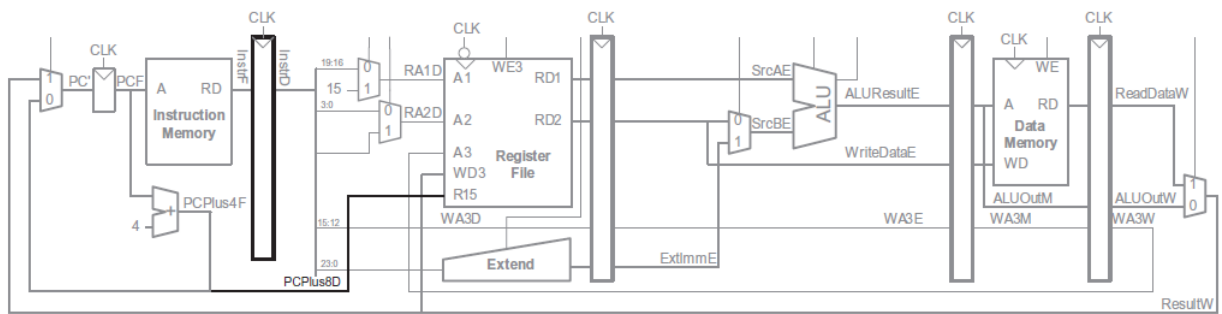 CLK CLK CLK CLK
CLK CLK CLK
1 0 PC' PCF A RD Instruction Memory InstrF InstrD
19:16 15 0 1 RA1D A1 WE3 RD1 SrcAE WE
3:0 0 1 RA2D A2 RD2 0 1 SrcBE ALU ALUResultE A RD ReadDataW
A3 Register File Data Memory
WD3 WriteDataE WD
4 + PCPlus4F R15 ALUOutM ALUOutW 1 0
15:12 WA3D WA3E WA3M WA3W
23:0 Extend ExtImmE
PCPlus8D
ResultW